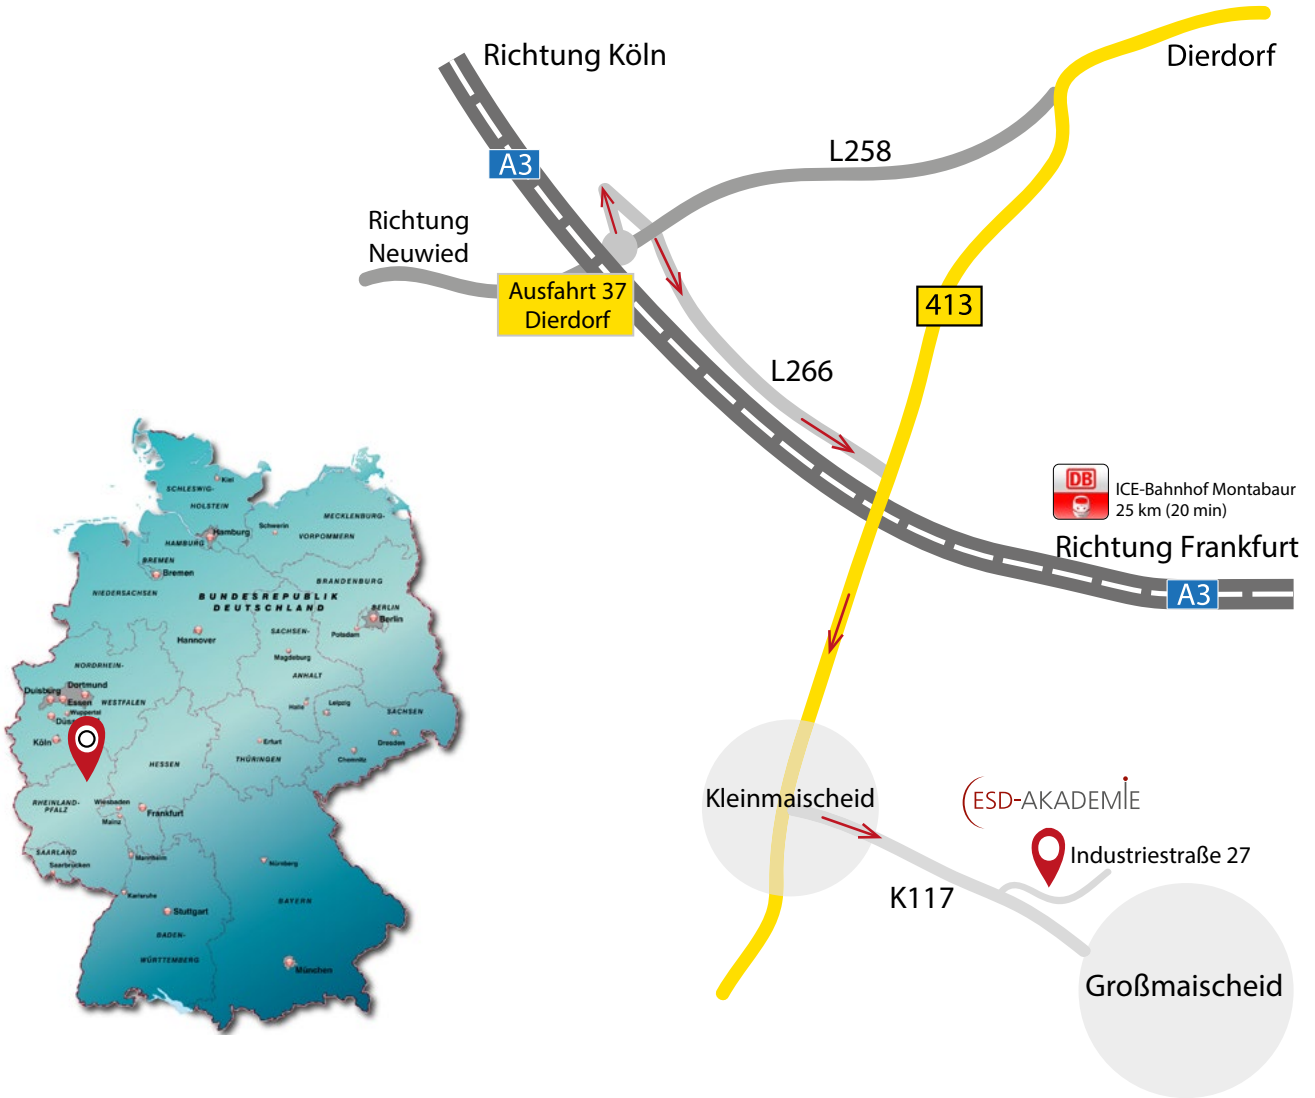 Richtung Köln
Dierdorf
A3
L258
Richtung
Neuwied
Ausfahrt 37
Dierdorf
413
L266
DB
ICE-Bahnhof Montabaur
25 km (20 min)
Richtung Frankfurt
A3
Kleinmaischeid
ESD-AKADEMIE
Industriestraße 27
K117
Großmaischeid
Kiel
SCHLESWIG-
HOLSTEIN
MECKLENBURG-
VORPOMMERN
Schwerin
Hamburg
HAMBURG
BREMEN
Bremen
NIEDERSACHSEN
BRANDENBURG
BUNDESREPUBLIK
DEUTSCHLAND
BERLIN
Berlin
Potsdam
Hannover
SACHSEN-
Magdeburg
ANHALT
NORDRHEIN-
WESTFALEN
Duisburg
Dortmund
Essen
Wuppertal
Düs
Köln
Halle
Leipzig
SACHSEN
Dresden
Chemnitz
Erfurt
THÜRINGEN
HESSEN
RHEINLAND-
PFALZ
Wiesbaden
Mainz
Frankfurt
SAARLAND
Saarbrücken
Mannheim
Karlsruhe
Nürnberg
BAYERN
Stuttgart
BADEN-
WÜRTTEMBERG
München